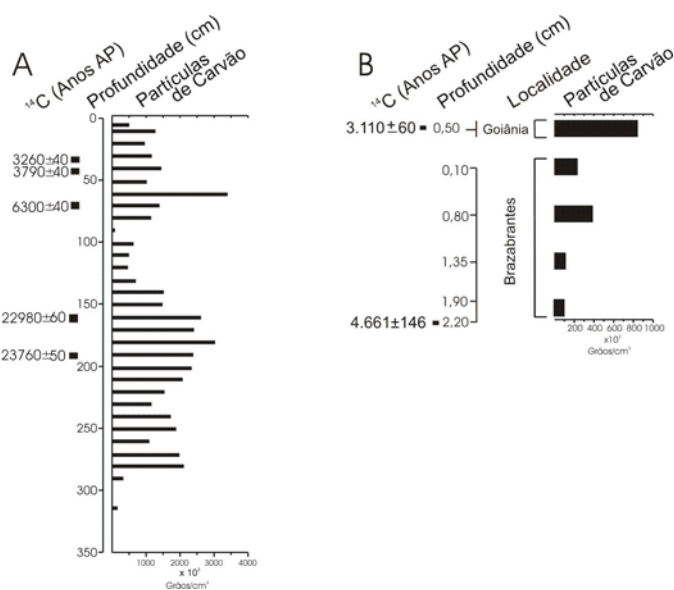 A
¹⁴C (Anos AP)
Profundidade (cm)
Partículas
de Carvão
0
3260±40
3790±40
50
6300±40
100
150
22980±60
23760±50
200
250
300
350
1000 2000 3000 4000
x 10³
Grãos/cm³
B
¹⁴C (Anos AP)
Profundidade (cm)
Localidade
Partículas
de Carvão
3.110±60 0,50 Goiânia
0,10
0,80
Brazabrantes
1,35
1,90
4.661±146 2,20
200 400 600 800 1000
x10³
Grãos/cm³